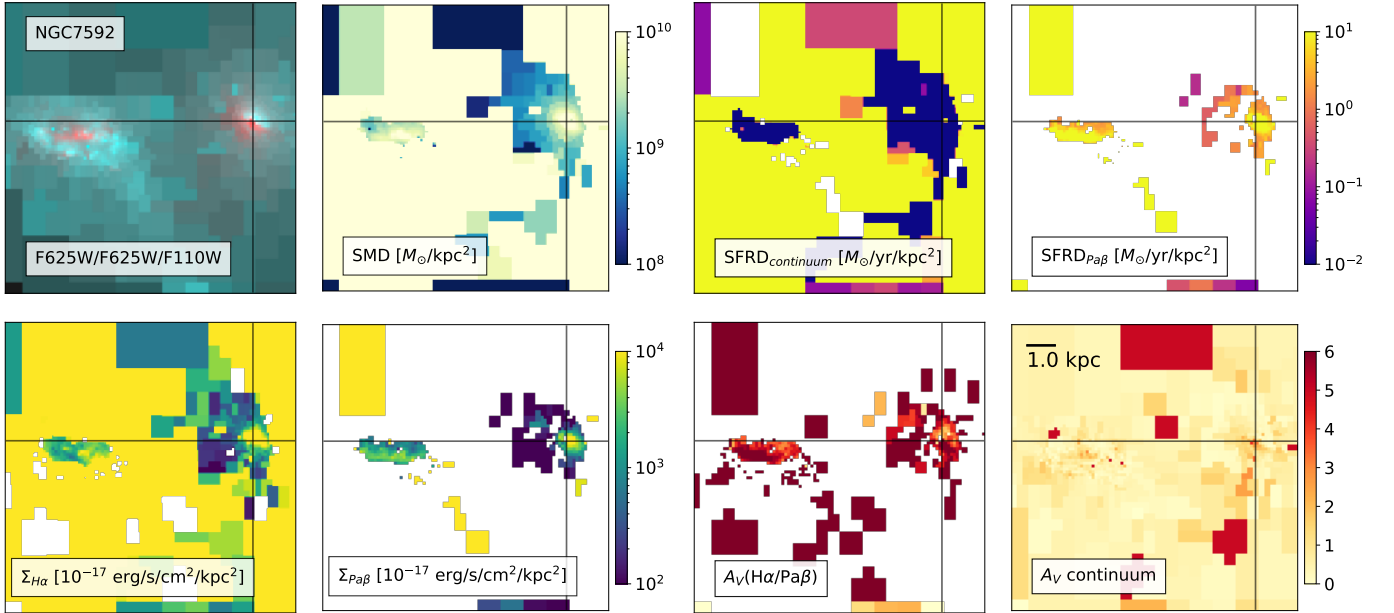 NGC7592
F625W/F625W/F110W
SMD [M⊙/kpc²]
10¹⁰
10⁹
10⁸
SFRD_continuum [M⊙/yr/kpc²]
SFRD_Paβ [M⊙/yr/kpc²]
10¹
10⁰
10⁻¹
10⁻²
Σ_Hα [10⁻¹⁷ erg/s/cm²/kpc²]
Σ_Paβ [10⁻¹⁷ erg/s/cm²/kpc²]
10⁴
10³
10²
A_V(Hα/Paβ)
1.0 kpc
A_V continuum
6
5
4
3
2
1
0